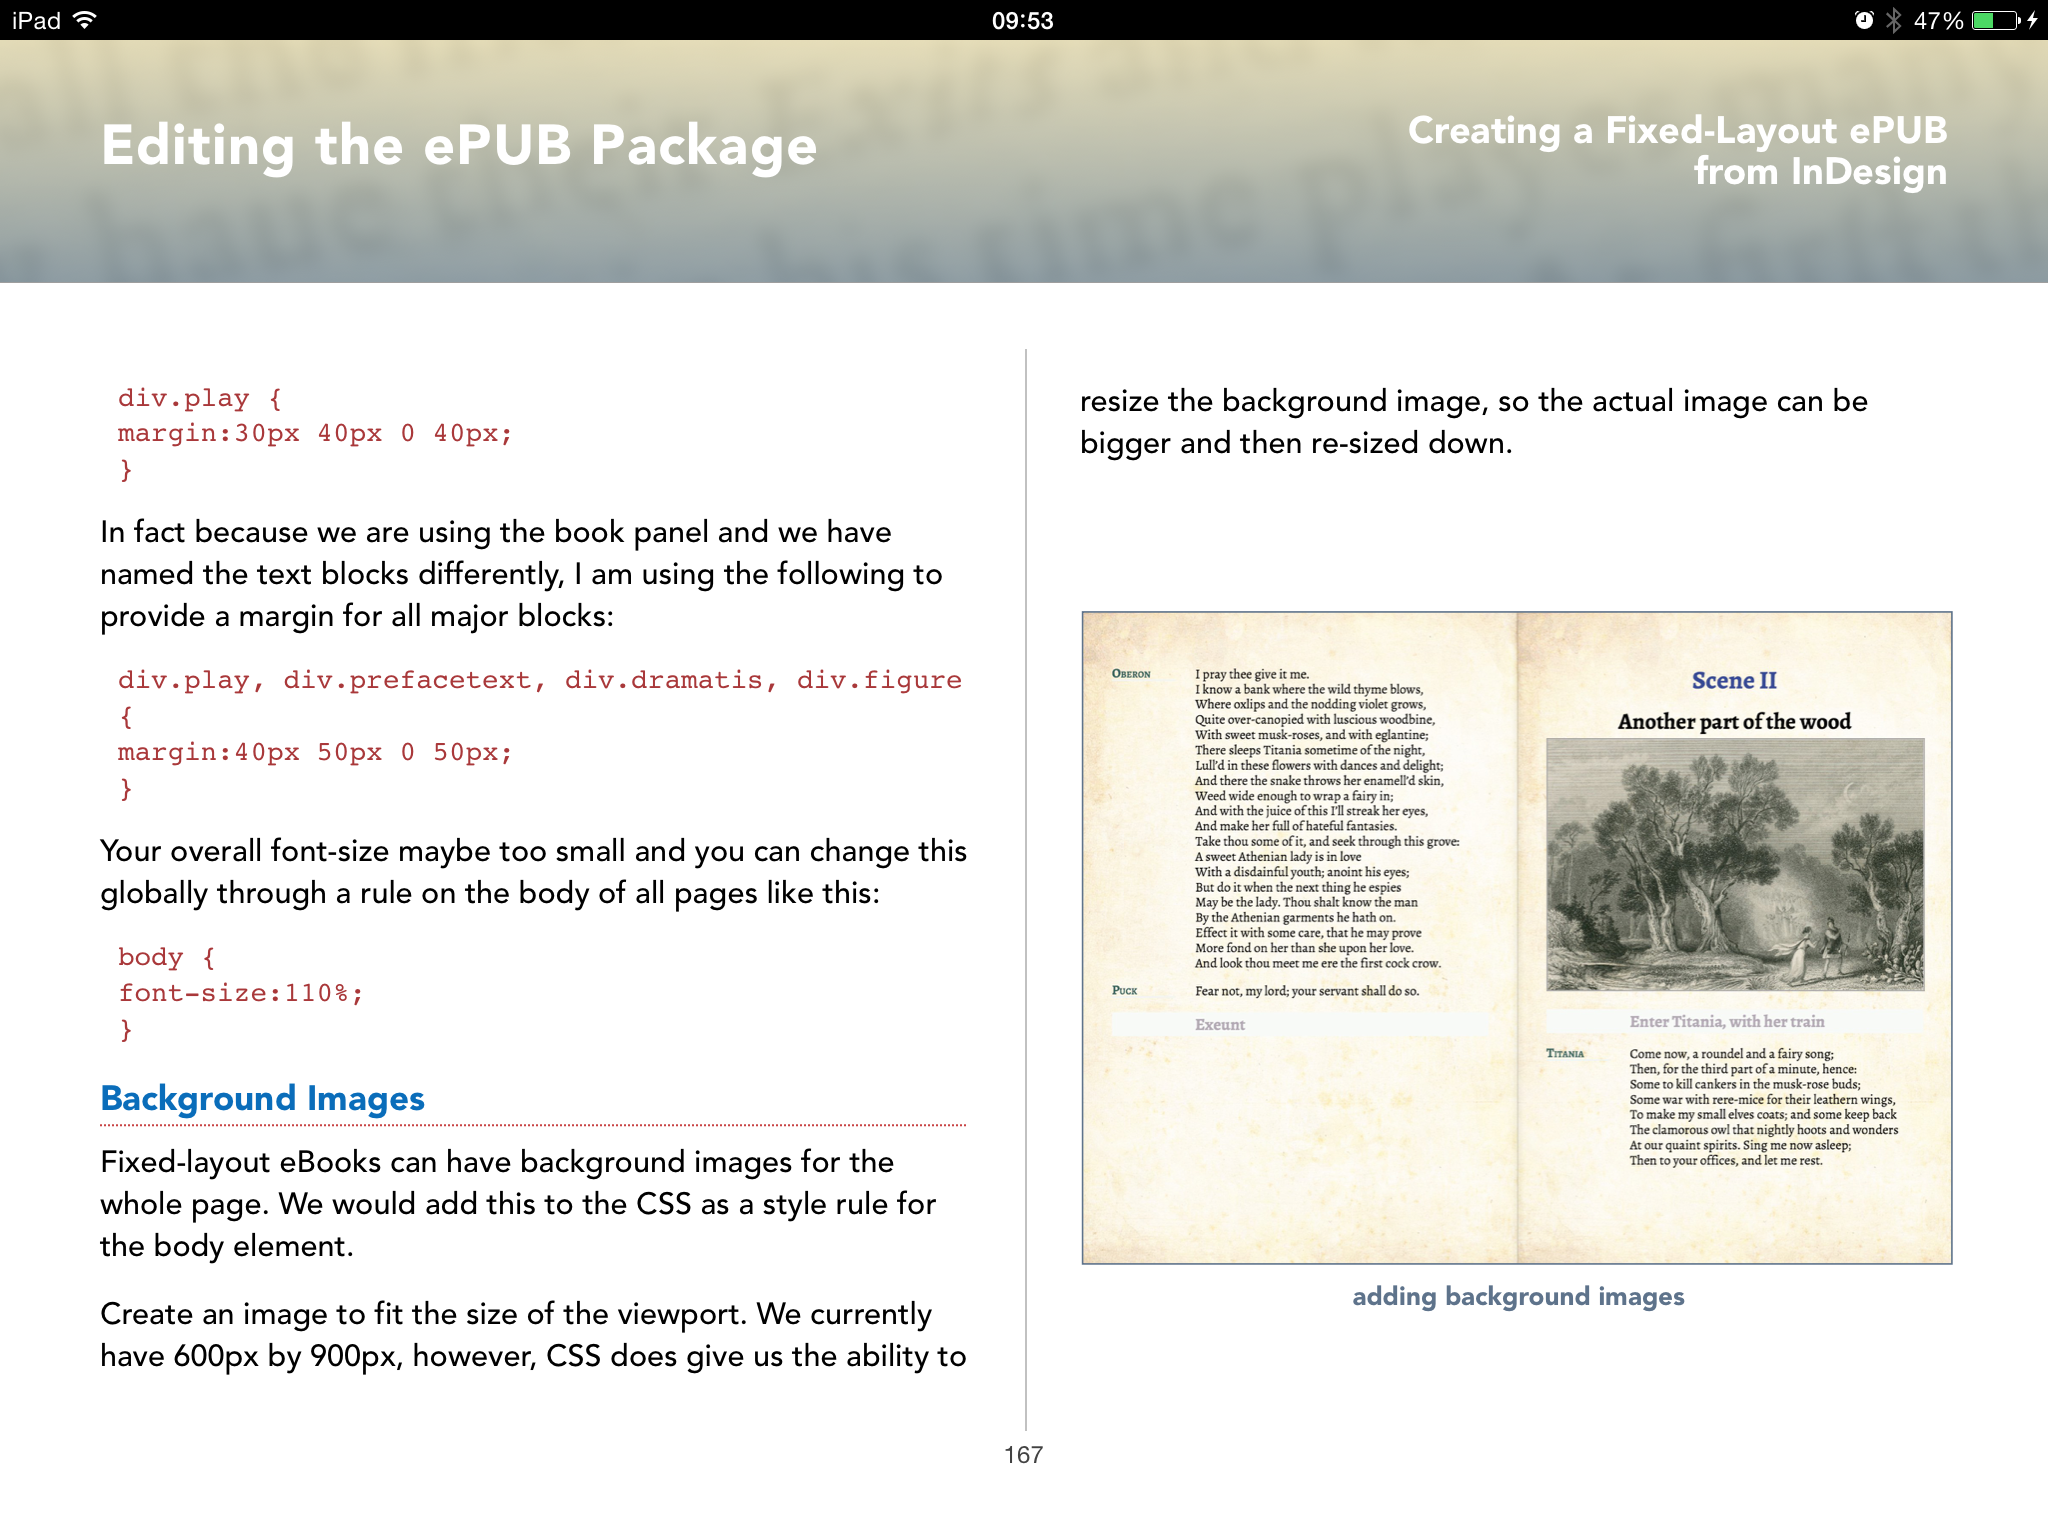 iPad
09:53
47%
Editing the ePUB Package
Creating a Fixed-Layout ePUB
from InDesign
div.play {
margin:30px 40px 0 40px;
}
In fact because we are using the book panel and we have
named the text blocks differently, I am using the following to
provide a margin for all major blocks:
div.play, div.prefacetext, div.dramatis, div.figure
{
margin:40px 50px 0 50px;
}
Your overall font-size maybe too small and you can change this
globally through a rule on the body of all pages like this:
body {
font-size:110%;
}
Background Images
Fixed-layout eBooks can have background images for the
whole page. We would add this to the CSS as a style rule for
the body element.
Create an image to fit the size of the viewport. We currently
have 600px by 900px, however, CSS does give us the ability to
resize the background image, so the actual image can be
bigger and then re-sized down.
Oberon I pray thee give it me.
I know a bank where the wild thyme blows,
Where oxlips and the nodding violet grows,
Quite over-canopied with luscious woodbine,
With sweet musk-roses, and with eglantine;
There sleeps Titania sometime of the night,
Lull'd in these flowers with dances and delight;
And there the snake throws her enamell'd skin,
Weed wide enough to wrap a fairy in;
And with the juice of this I'll streak her eyes,
And make her full of hateful fantasies.
Take thou some of it, and seek through this grove:
A sweet Athenian lady is in love
With a disdainful youth; anoint his eyes;
But do it when the next thing he espies
May be the lady. Thou shalt know the man
By the Athenian garments he hath on.
Effect it with some care, that he may prove
More fond on her than she upon her love.
And look thou meet me ere the first cock crow.
Puck Fear not, my lord; your servant shall do so.
Exeunt
Scene II
Another part of the wood
Enter Titania, with her train
Titania Come now, a roundel and a fairy song;
Then, for the third part of a minute, hence:
Some to kill cankers in the musk-rose buds;
Some war with rere-mice for their leathern wings,
To make my small elves coats; and some keep back
The clamorous owl that nightly hoots and wonders
At our quaint spirits. Sing me now asleep;
Then to your offices, and let me rest.
adding background images
167